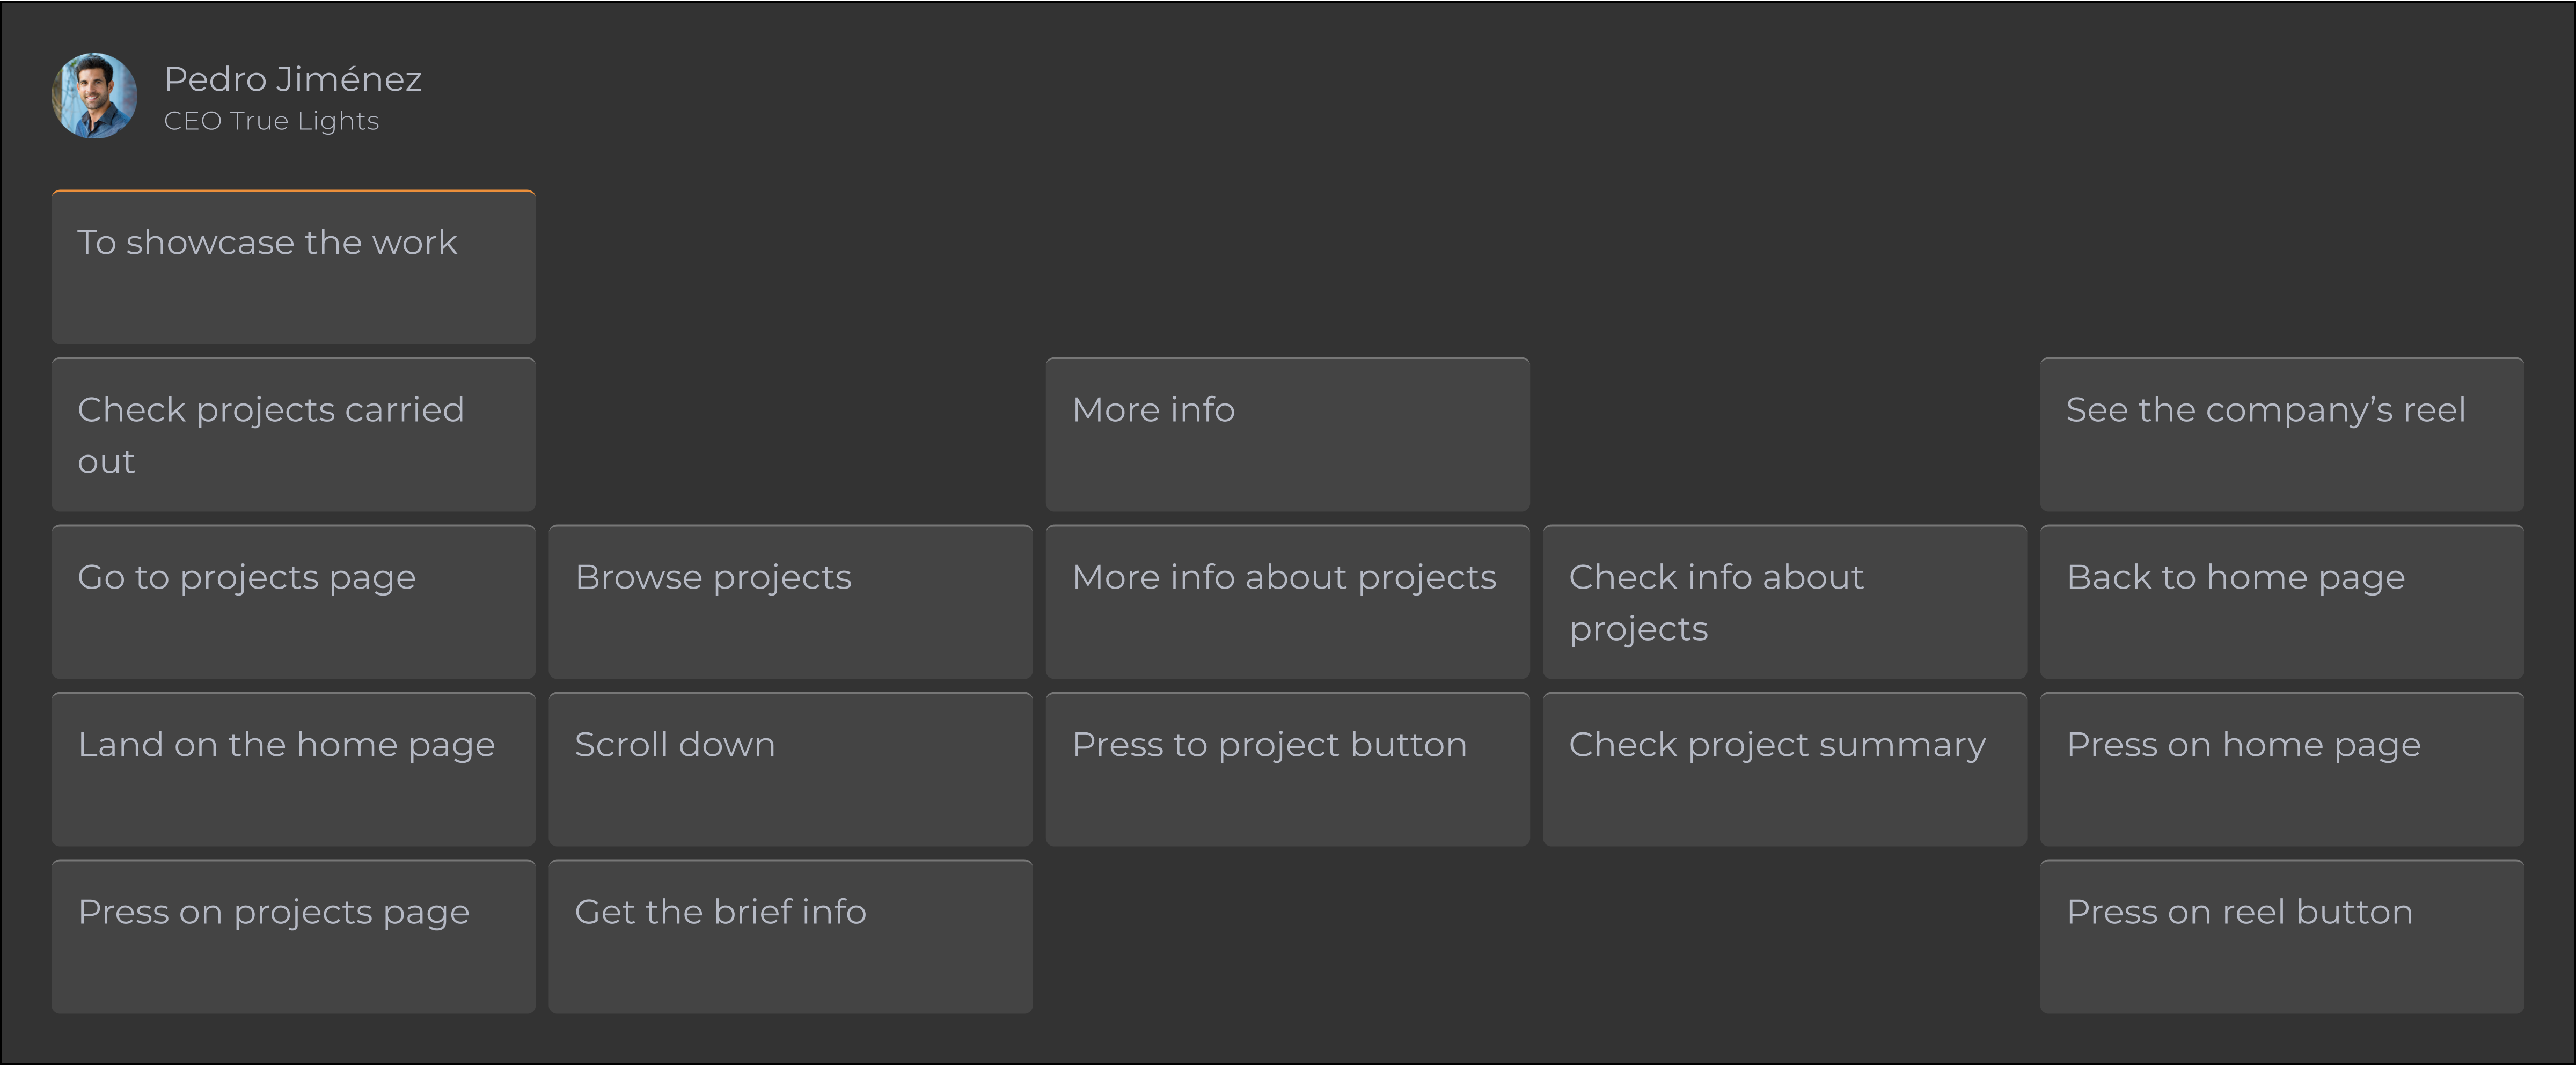 Pedro Jiménez
CEO True Lights
To showcase the work
Check projects carried
out
More info
See the company’s reel
Go to projects page
Browse projects
More info about projects
Check info about
projects
Back to home page
Land on the home page
Scroll down
Press to project button
Check project summary
Press on home page
Press on projects page
Get the brief info
Press on reel button